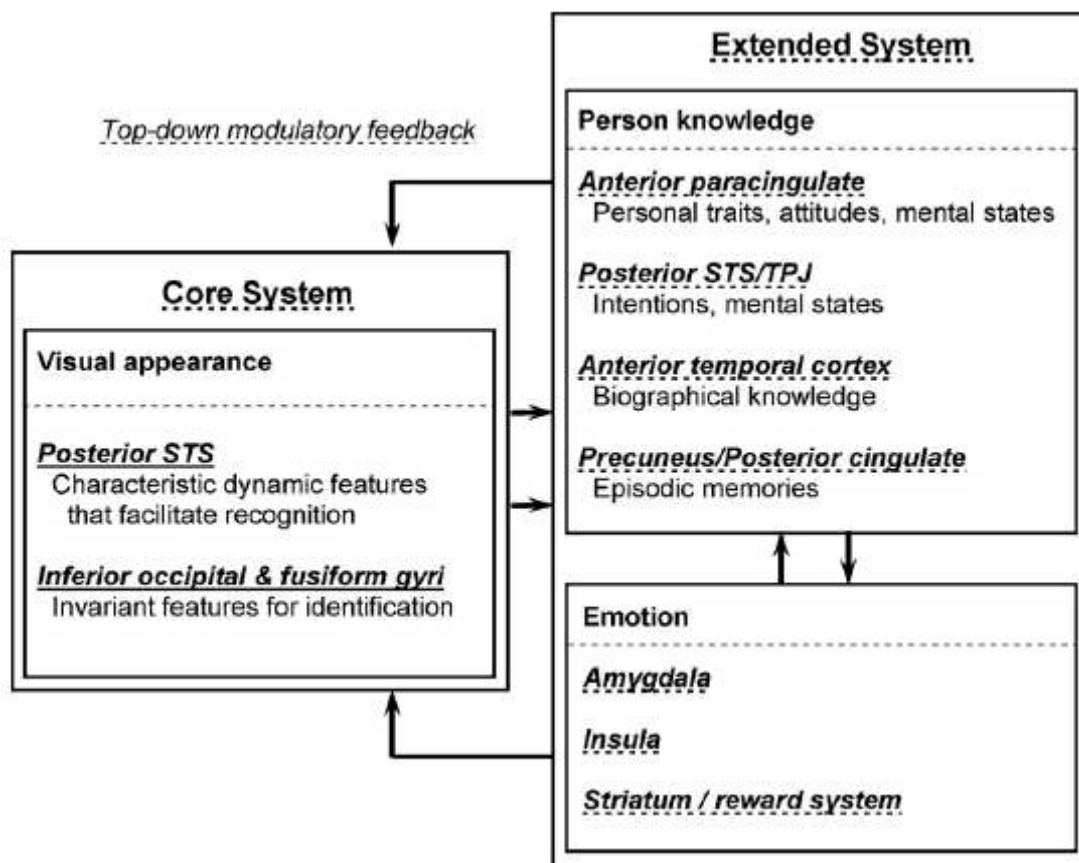 Extended System
Top-down modulatory feedback
Person knowledge
Anterior paracingulate
Personal traits, attitudes, mental states
Posterior STS/TPJ
Intentions, mental states
Anterior temporal cortex
Biographical knowledge
Precuneus/Posterior cingulate
Episodic memories
Core System
Visual appearance
Posterior STS
Characteristic dynamic features
that facilitate recognition
Inferior occipital & fusiform gyri
Invariant features for identification
Emotion
Amygdala
Insula
Striatum / reward system